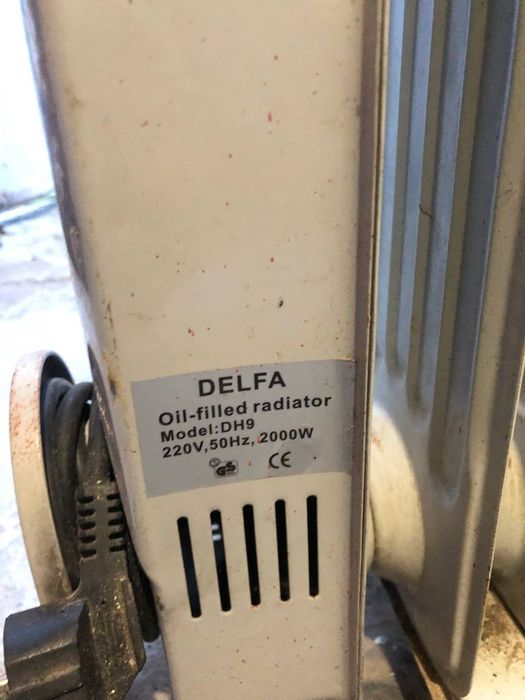 DELFA
Oil-filled radiator
Model:DH9
220V,50Hz,2000W
GS CE